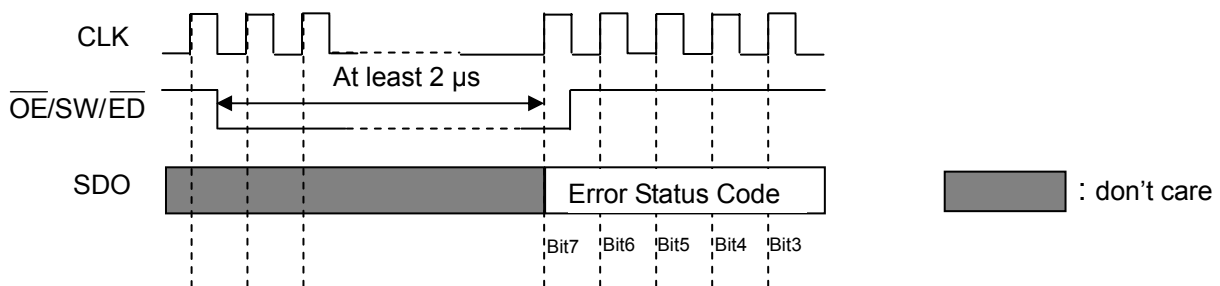 CLK
At least 2 µs
OE/SW/ED
SDO
Error Status Code
: don't care
Bit7 Bit6 Bit5 Bit4 Bit3